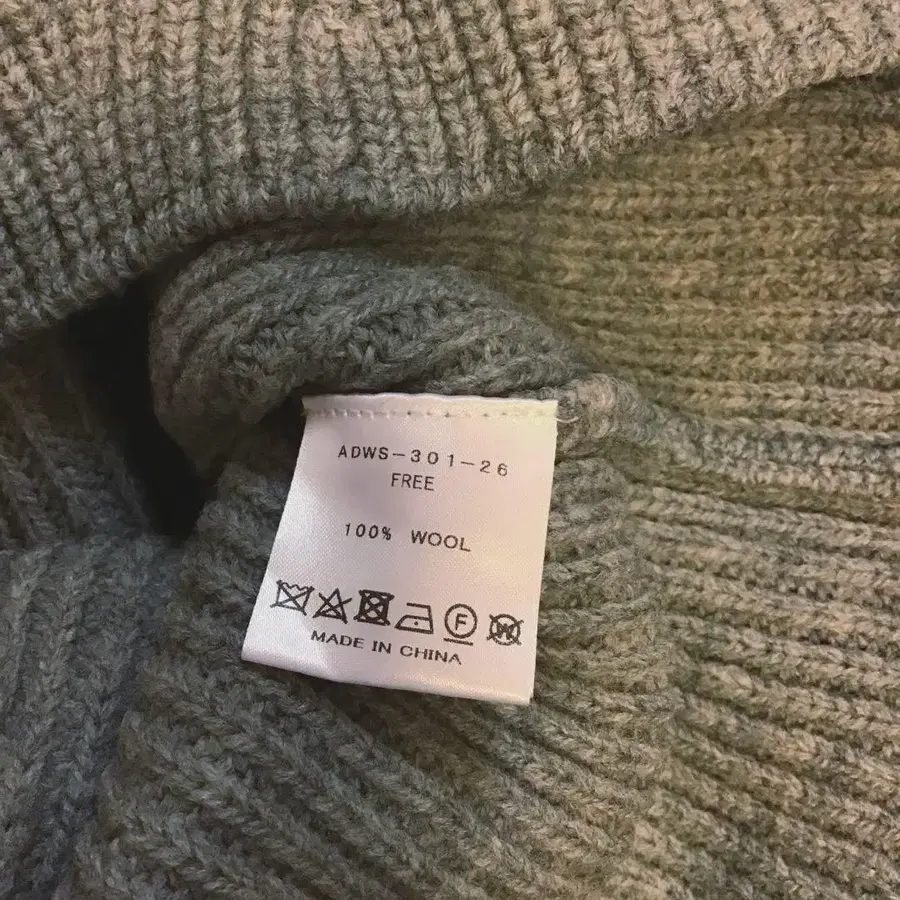 ADWS-301-26
FREE
100% WOOL
F W
MADE IN CHINA